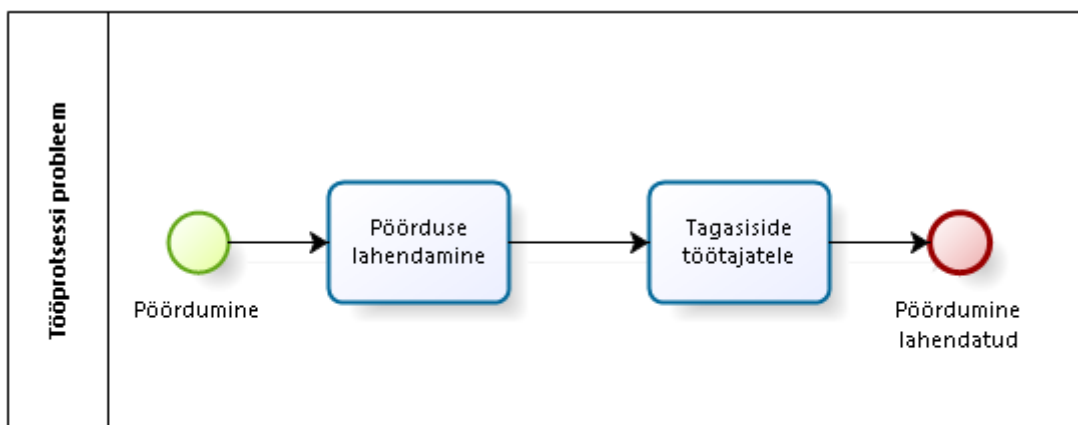 Tööprotsessi probleem
Pöördumine
Pöörduse
lahendamine
Tagasiside
töötajatele
Pöördumine
lahendatud